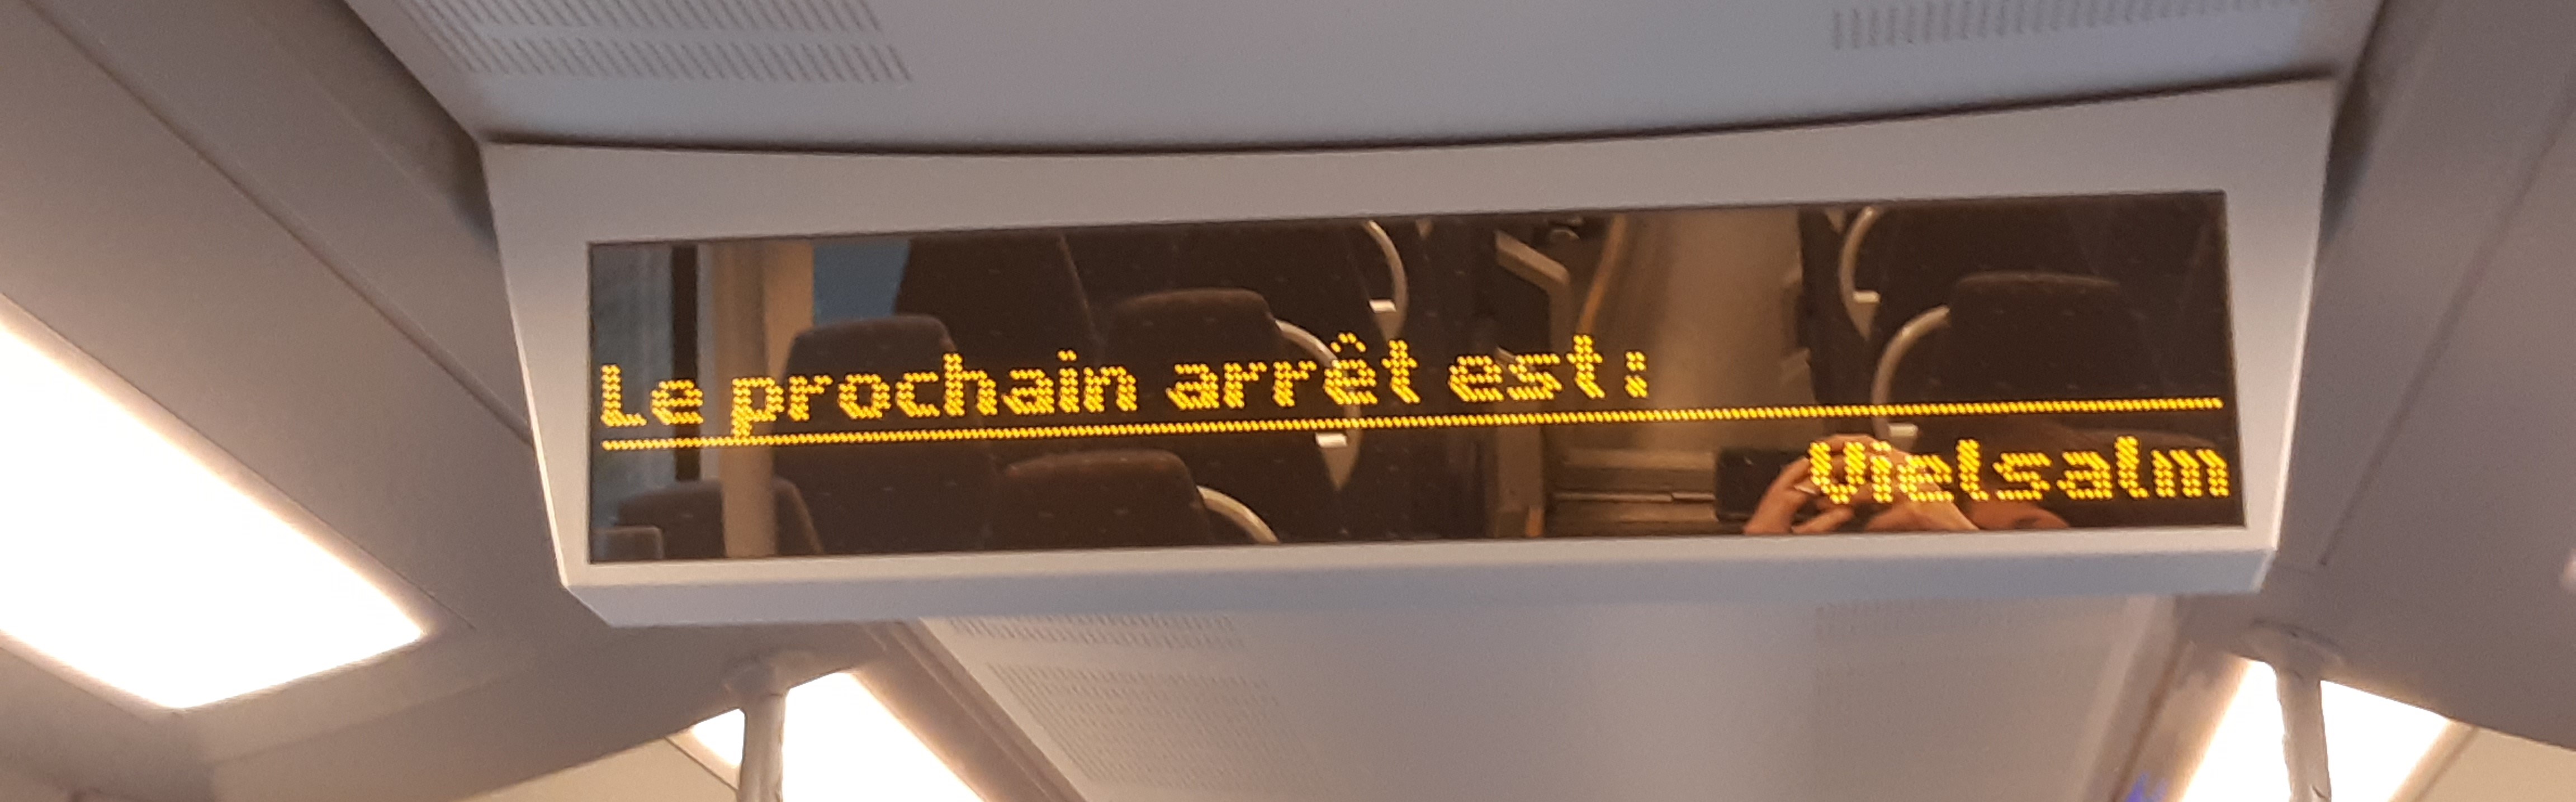 Le prochain arrêt est:
Vielsalm